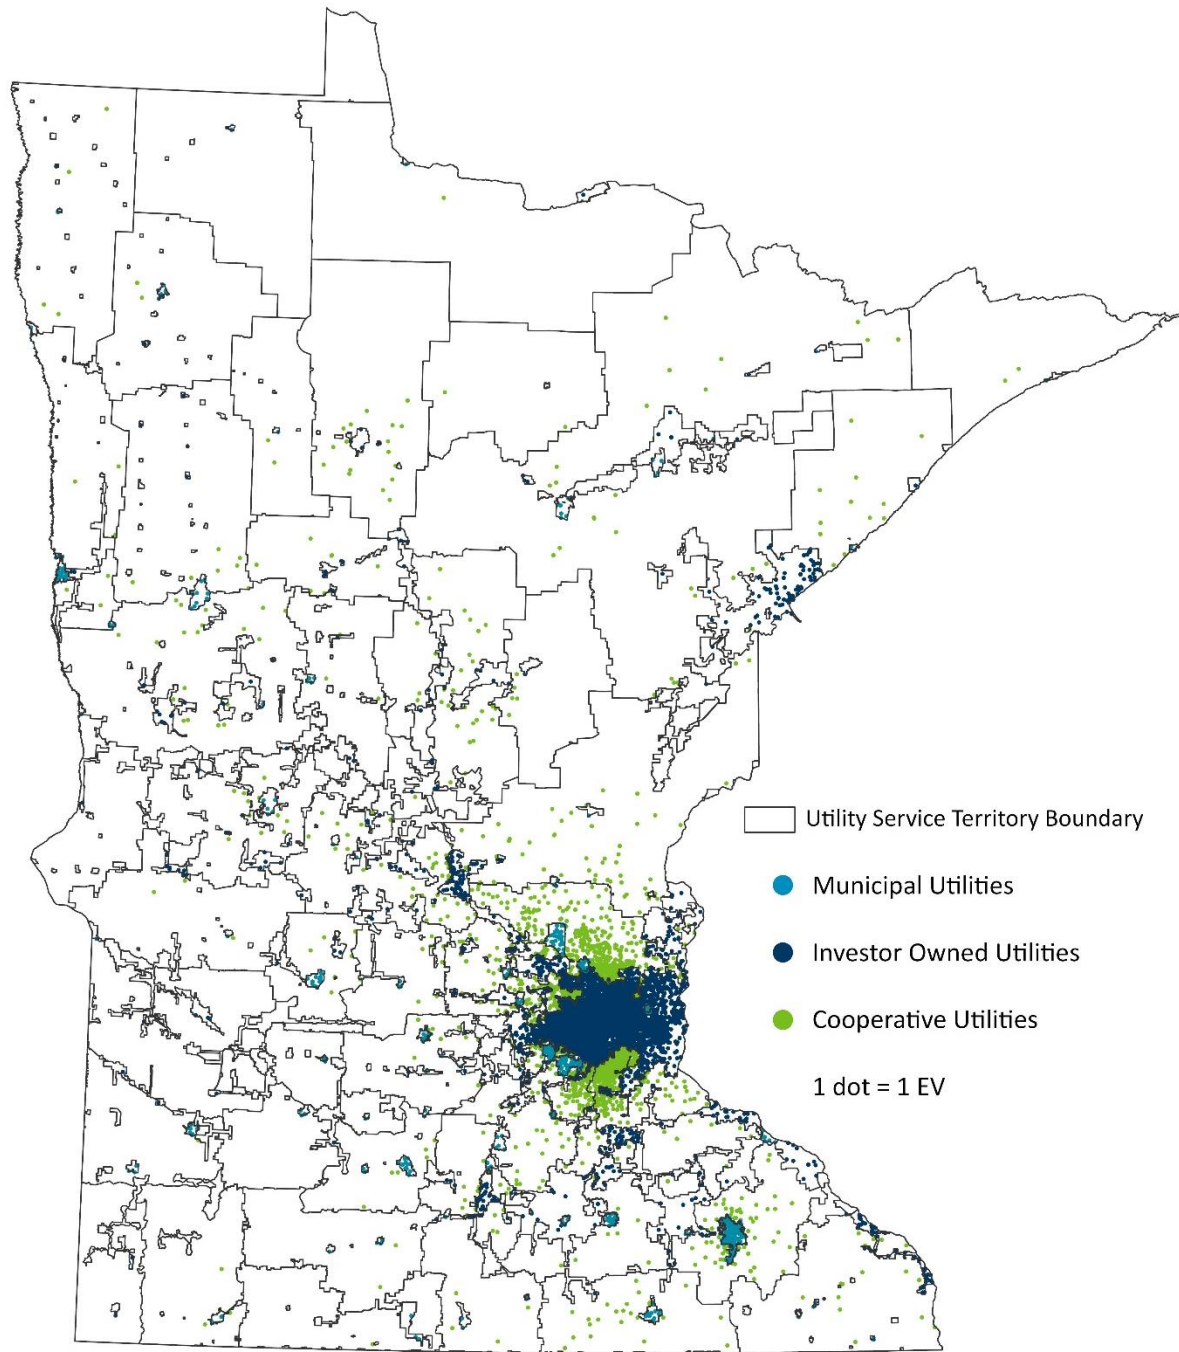 Utility Service Territory Boundary
Municipal Utilities
Investor Owned Utilities
Cooperative Utilities
1 dot = 1 EV